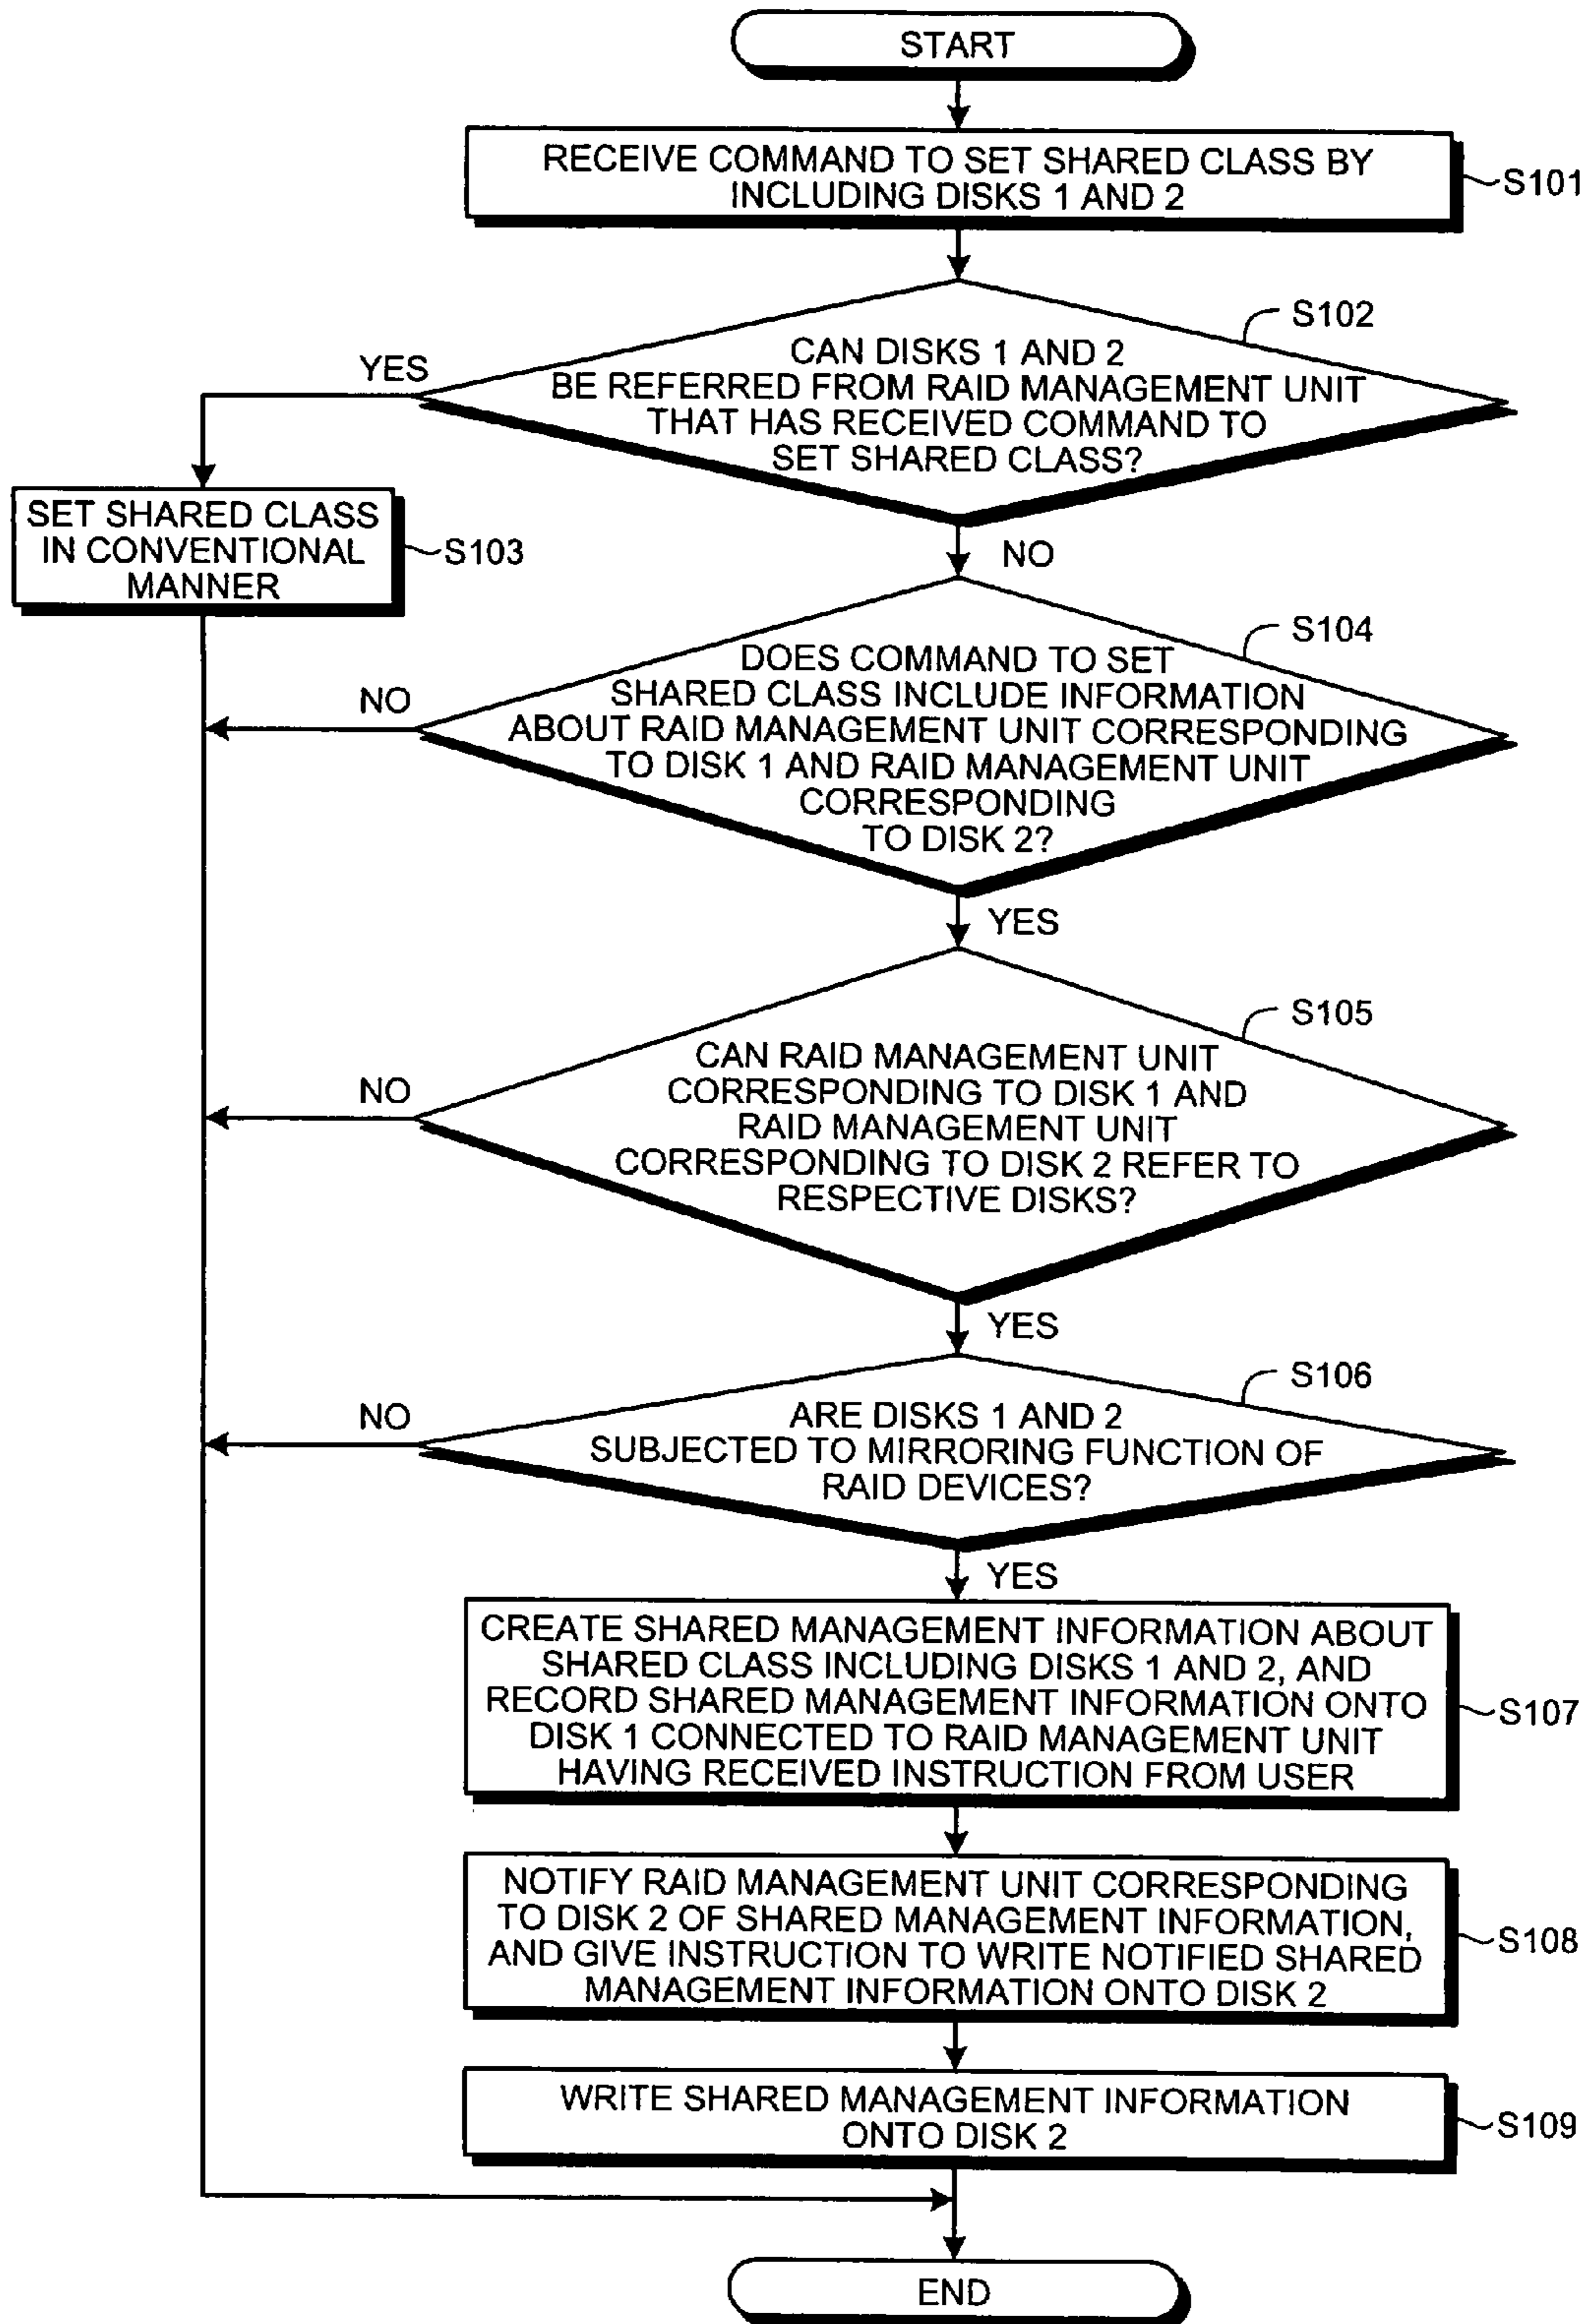 START
RECEIVE COMMAND TO SET SHARED CLASS BY
INCLUDING DISKS 1 AND 2
S101
S102
CAN DISKS 1 AND 2
BE REFERRED FROM RAID MANAGEMENT UNIT
THAT HAS RECEIVED COMMAND TO
SET SHARED CLASS?
YES
SET SHARED CLASS
IN CONVENTIONAL
MANNER
S103
NO
S104
DOES COMMAND TO SET
SHARED CLASS INCLUDE INFORMATION
ABOUT RAID MANAGEMENT UNIT CORRESPONDING
TO DISK 1 AND RAID MANAGEMENT UNIT
CORRESPONDING
TO DISK 2?
NO
YES
S105
CAN RAID MANAGEMENT UNIT
CORRESPONDING TO DISK 1 AND
RAID MANAGEMENT UNIT
CORRESPONDING TO DISK 2 REFER TO
RESPECTIVE DISKS?
NO
YES
S106
ARE DISKS 1 AND 2
SUBJECTED TO MIRRORING FUNCTION OF
RAID DEVICES?
NO
YES
CREATE SHARED MANAGEMENT INFORMATION ABOUT
SHARED CLASS INCLUDING DISKS 1 AND 2, AND
RECORD SHARED MANAGEMENT INFORMATION ONTO
DISK 1 CONNECTED TO RAID MANAGEMENT UNIT
HAVING RECEIVED INSTRUCTION FROM USER
S107
NOTIFY RAID MANAGEMENT UNIT CORRESPONDING
TO DISK 2 OF SHARED MANAGEMENT INFORMATION,
AND GIVE INSTRUCTION TO WRITE NOTIFIED SHARED
MANAGEMENT INFORMATION ONTO DISK 2
S108
WRITE SHARED MANAGEMENT INFORMATION
ONTO DISK 2
S109
END